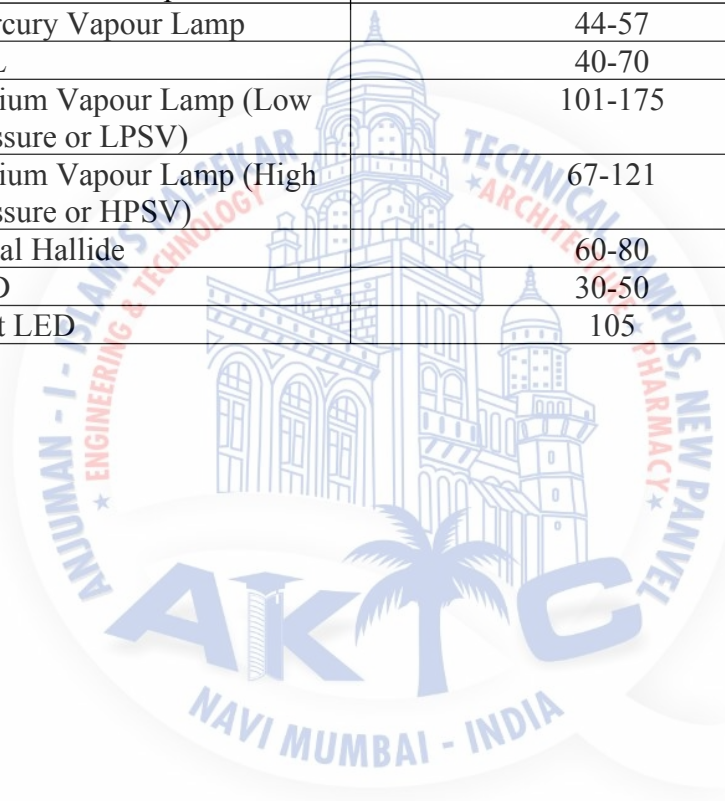 rcury Vapour Lamp 44-57
L 40-70
ium Vapour Lamp (Low 101-175
ssure or LPSV)
ium Vapour Lamp (High 67-121
ssure or HPSV)
al Hallide 60-80
D 30-50
t LED 105
ANJUMAN - I - ISLAM'S KALSEKAR TECHNICAL CAMPUS, NEW PANVEL
★ ENGINEERING & TECHNOLOGY ★ ARCHITECTURE ★ PHARMACY ★
AKTC
NAVI MUMBAI - INDIA